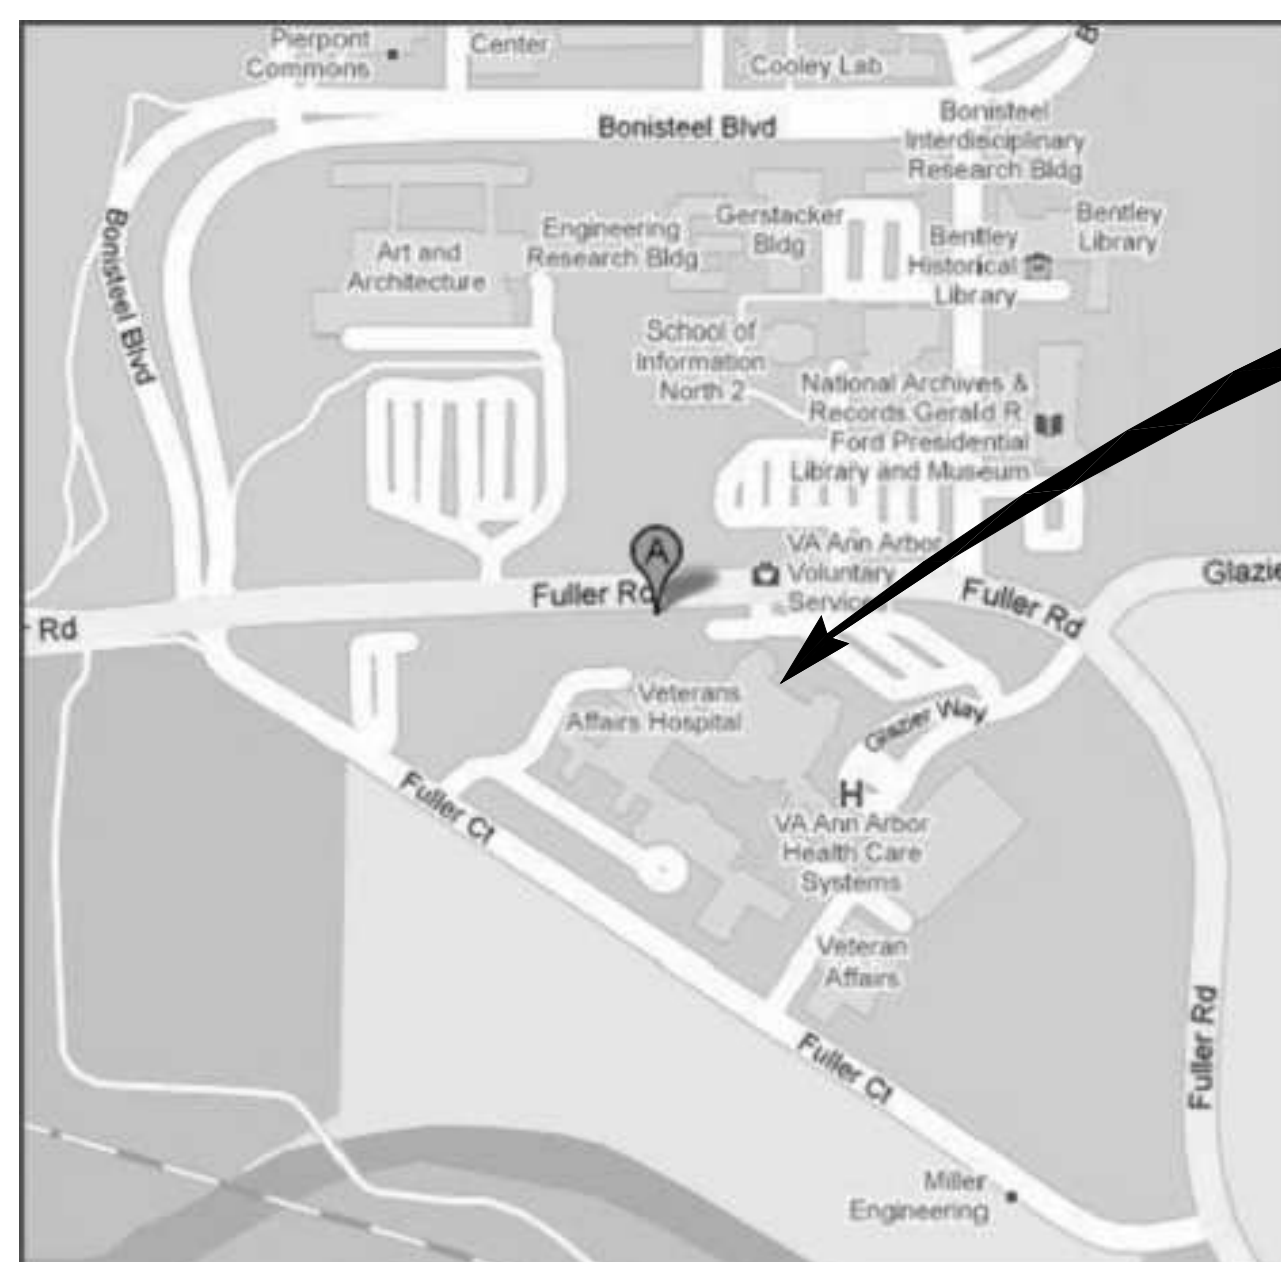 Pierpont
Commons
Center
Cooley Lab
B
Bonisteel Blvd
Bonisteel
Interdisciplinary
Research Bldg
Bonisteel Blvd
Art and
Architecture
Engineering
Research Bldg
Gerstacker
Bldg
Bentley
Historical
Library
Bentley
Library
School of
Information
North 2
National Archives &
Records Gerald R.
Ford Presidential
Library and Museum
A
VA Ann Arbor
Voluntary
Services
Fuller Rd
Fuller Rd
Glazie
Rd
Veterans
Affairs Hospital
Glazier Way
H
VA Ann Arbor
Health Care
Systems
Fuller Ct
Veteran
Affairs
Fuller Ct
Fuller Rd
Miller
Engineering